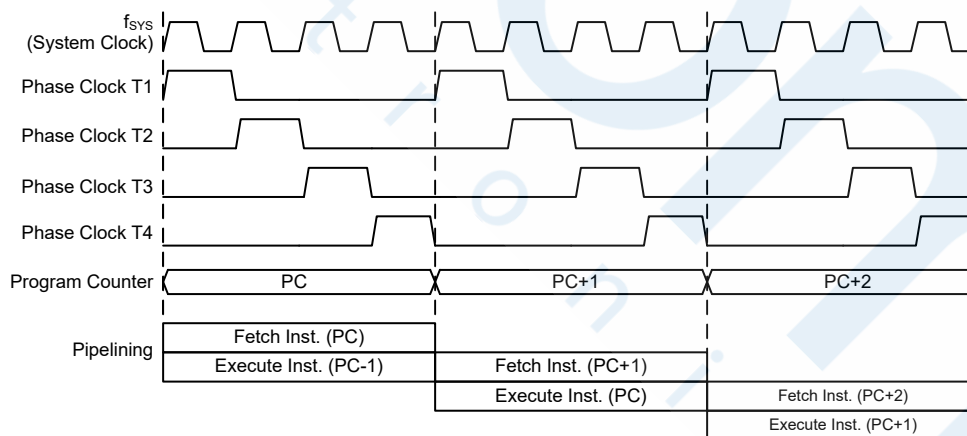 fSYS
(System Clock)
Phase Clock T1
Phase Clock T2
Phase Clock T3
Phase Clock T4
Program Counter PC PC+1 PC+2
Pipelining
Fetch Inst. (PC)
Execute Inst. (PC-1) Fetch Inst. (PC+1)
Execute Inst. (PC) Fetch Inst. (PC+2)
Execute Inst. (PC+1)